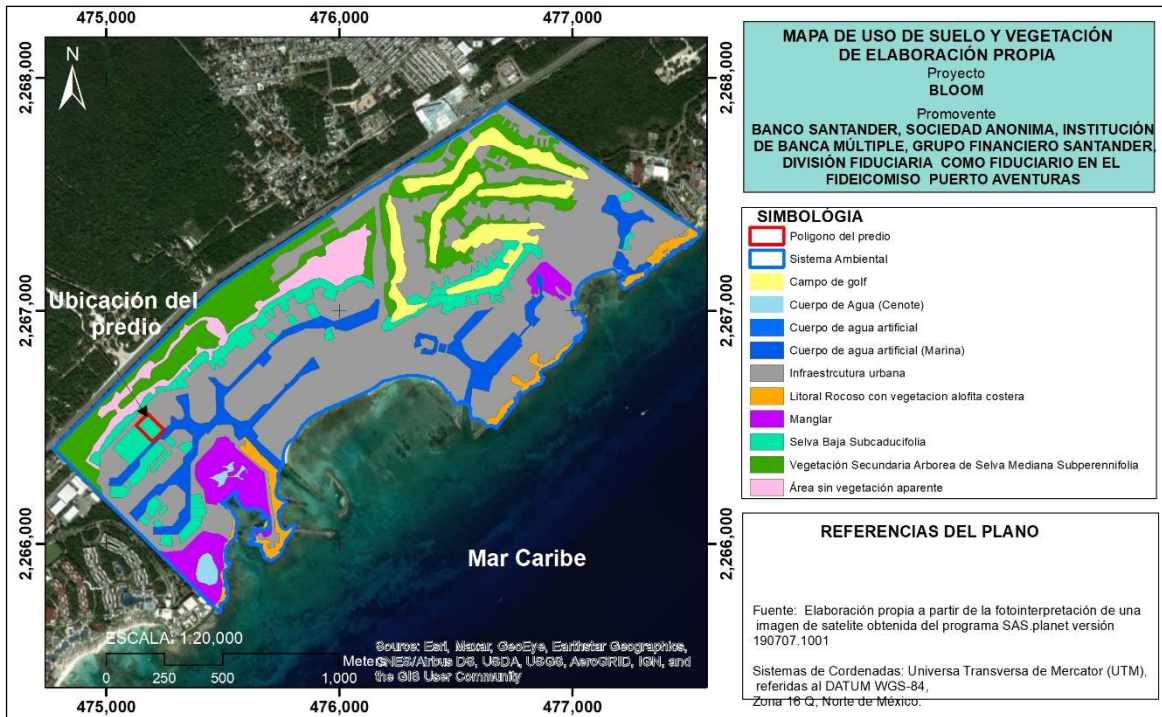 475,000
476,000
477,000
2,268,000
2,267,000
2,266,000
N
Ubicación del
predio
Mar Caribe
ESCALA: 1:20,000
Meters
0 250 500 1,000
Source: Esri, Maxar, GeoEye, Earthstar Geographics,
CNES/Airbus DS, USDA, USGS, AeroGRID, IGN, and
the GIS User Community
2,268,000
2,267,000
2,266,000
475,000
476,000
477,000
MAPA DE USO DE SUELO Y VEGETACIÓN
DE ELABORACIÓN PROPIA
Proyecto
BLOOM
Promovente
BANCO SANTANDER, SOCIEDAD ANONIMA, INSTITUCIÓN
DE BANCA MÚLTIPLE, GRUPO FINANCIERO SANTANDER,
DIVISIÓN FIDUCIARIA COMO FIDUCIARIO EN EL
FIDEICOMISO PUERTO AVENTURAS
SIMBOLÓGIA
Poligono del predio
Sistema Ambiental
Campo de golf
Cuerpo de Agua (Cenote)
Cuerpo de agua artificial
Cuerpo de agua artificial (Marina)
Infraestrcutura urbana
Litoral Rocoso con vegetacion alofita costera
Manglar
Selva Baja Subcaducifolia
Vegetación Secundaria Arborea de Selva Mediana Subperennifolia
Área sin vegetación aparente
REFERENCIAS DEL PLANO
Fuente: Elaboración propia a partir de la fotointerpretación de una
imagen de satelite obtenida del programa SAS.planet versión
190707.1001
Sistemas de Cordenadas: Universa Transversa de Mercator (UTM),
referidas al DATUM WGS-84,
Zona 16 Q, Norte de México.